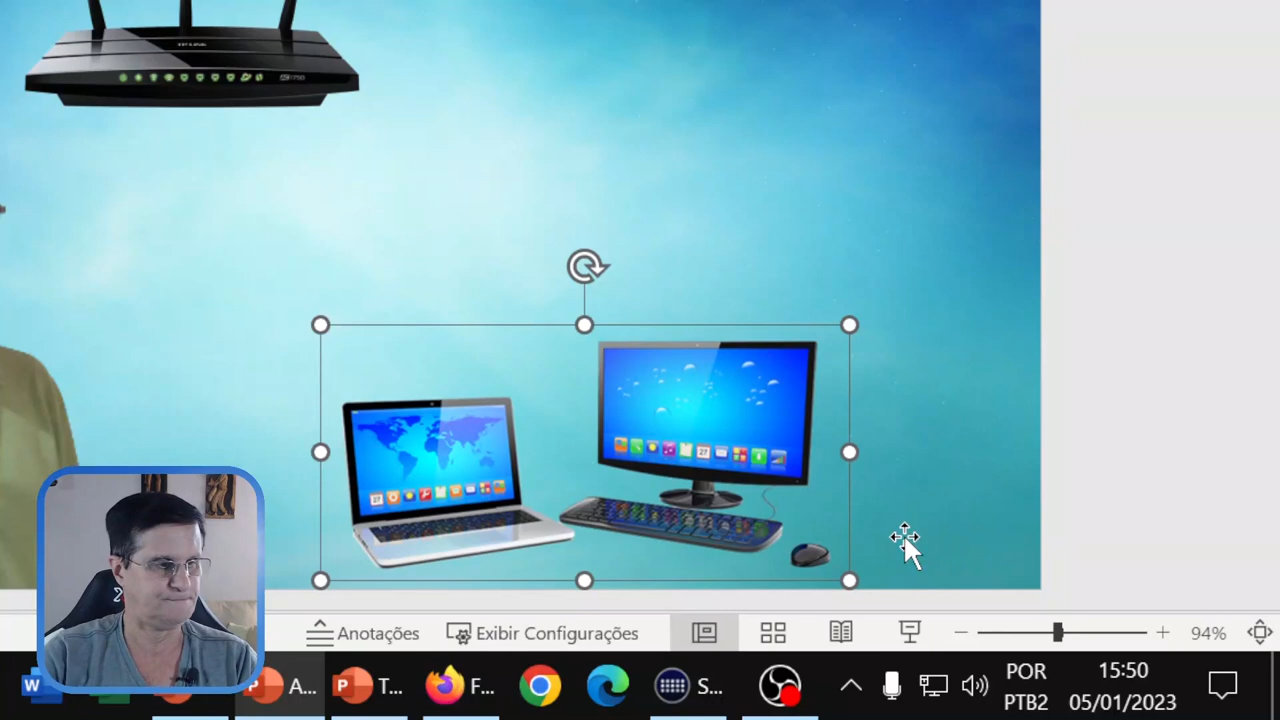 Anotações
Exibir Configurações
94%
W
P A...
P T...
F...
S...
POR
PTB2
15:50
05/01/2023